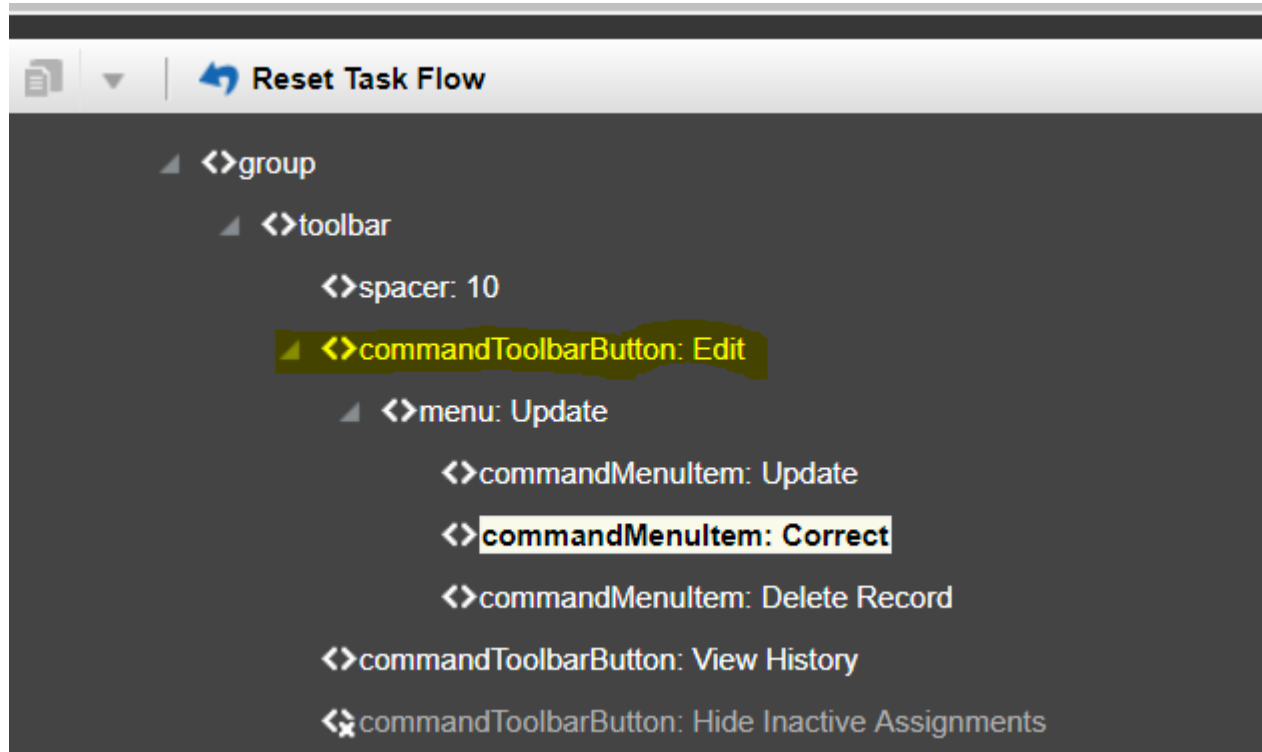 Reset Task Flow
<>group
<>toolbar
<>spacer: 10
<>commandToolbarButton: Edit
<>menu: Update
<>commandMenuItem: Update
<>commandMenuItem: Correct
<>commandMenuItem: Delete Record
<>commandToolbarButton: View History
<>commandToolbarButton: Hide Inactive Assignments